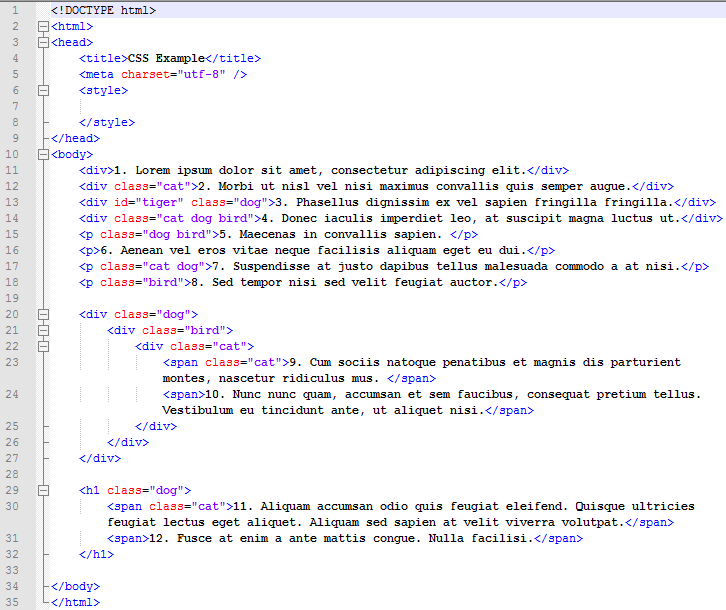 1 <!DOCTYPE html>
2 <html>
3 <head>
4 <title>CSS Example</title>
5 <meta charset="utf-8" />
6 <style>
7
8 </style>
9 </head>
10 <body>
11 <div>1. Lorem ipsum dolor sit amet, consectetur adipiscing elit.</div>
12 <div class="cat">2. Morbi ut nisl vel nisi maximus convallis quis semper augue.</div>
13 <div id="tiger" class="dog">3. Phasellus dignissim ex vel sapien fringilla fringilla.</div>
14 <div class="cat dog bird">4. Donec iaculis imperdiet leo, at suscipit magna luctus ut.</div>
15 <p class="dog bird">5. Maecenas in convallis sapien. </p>
16 <p>6. Aenean vel eros vitae neque facilisis aliquam eget eu dui.</p>
17 <p class="cat dog">7. Suspendisse at justo dapibus tellus malesuada commodo a at nisi.</p>
18 <p class="bird">8. Sed tempor nisi sed velit feugiat auctor.</p>
19
20 <div class="dog">
21 <div class="bird">
22 <div class="cat">
23 <span class="cat">9. Cum sociis natoque penatibus et magnis dis parturient
montes, nascetur ridiculus mus. </span>
24 <span>10. Nunc nunc quam, accumsan et sem faucibus, consequat pretium tellus.
Vestibulum eu tincidunt ante, ut aliquet nisi.</span>
25 </div>
26 </div>
27 </div>
28
29 <h1 class="dog">
30 <span class="cat">11. Aliquam accumsan odio quis feugiat eleifend. Quisque ultricies
feugiat lectus eget aliquet. Aliquam sed sapien at velit viverra volutpat.</span>
31 <span>12. Fusce at enim a ante mattis congue. Nulla facilisi.</span>
32 </h1>
33
34 </body>
35 </html>